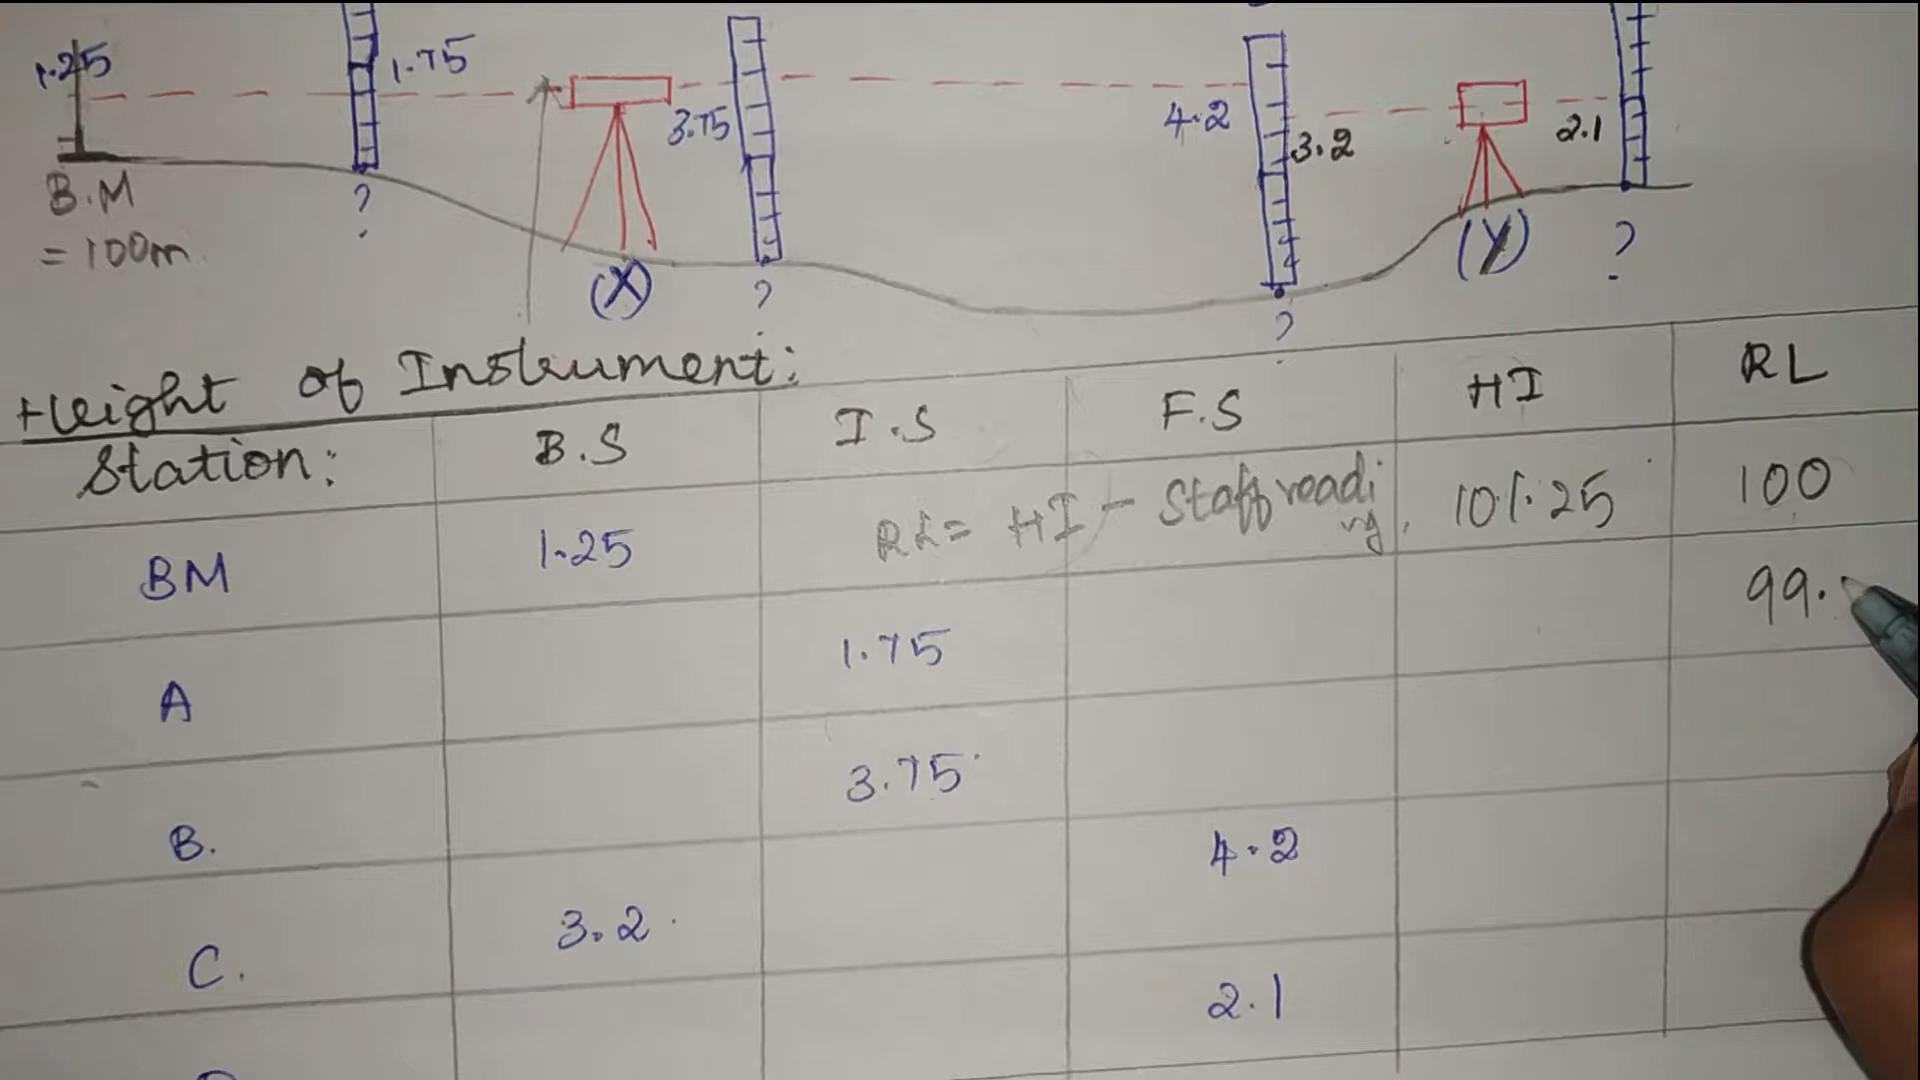 1.25
1.75
3.75
4.2
3.2
2.1
B.M
= 100m
?
(X)
?
?
(Y)
?
Height of Instrument:
Station: B.S I.S F.S HI RL
BM 1.25 RL = HI - Staff reading. 101.25 100
A 1.75 99.
B. 3.75
C. 3.2 4.2
2.1